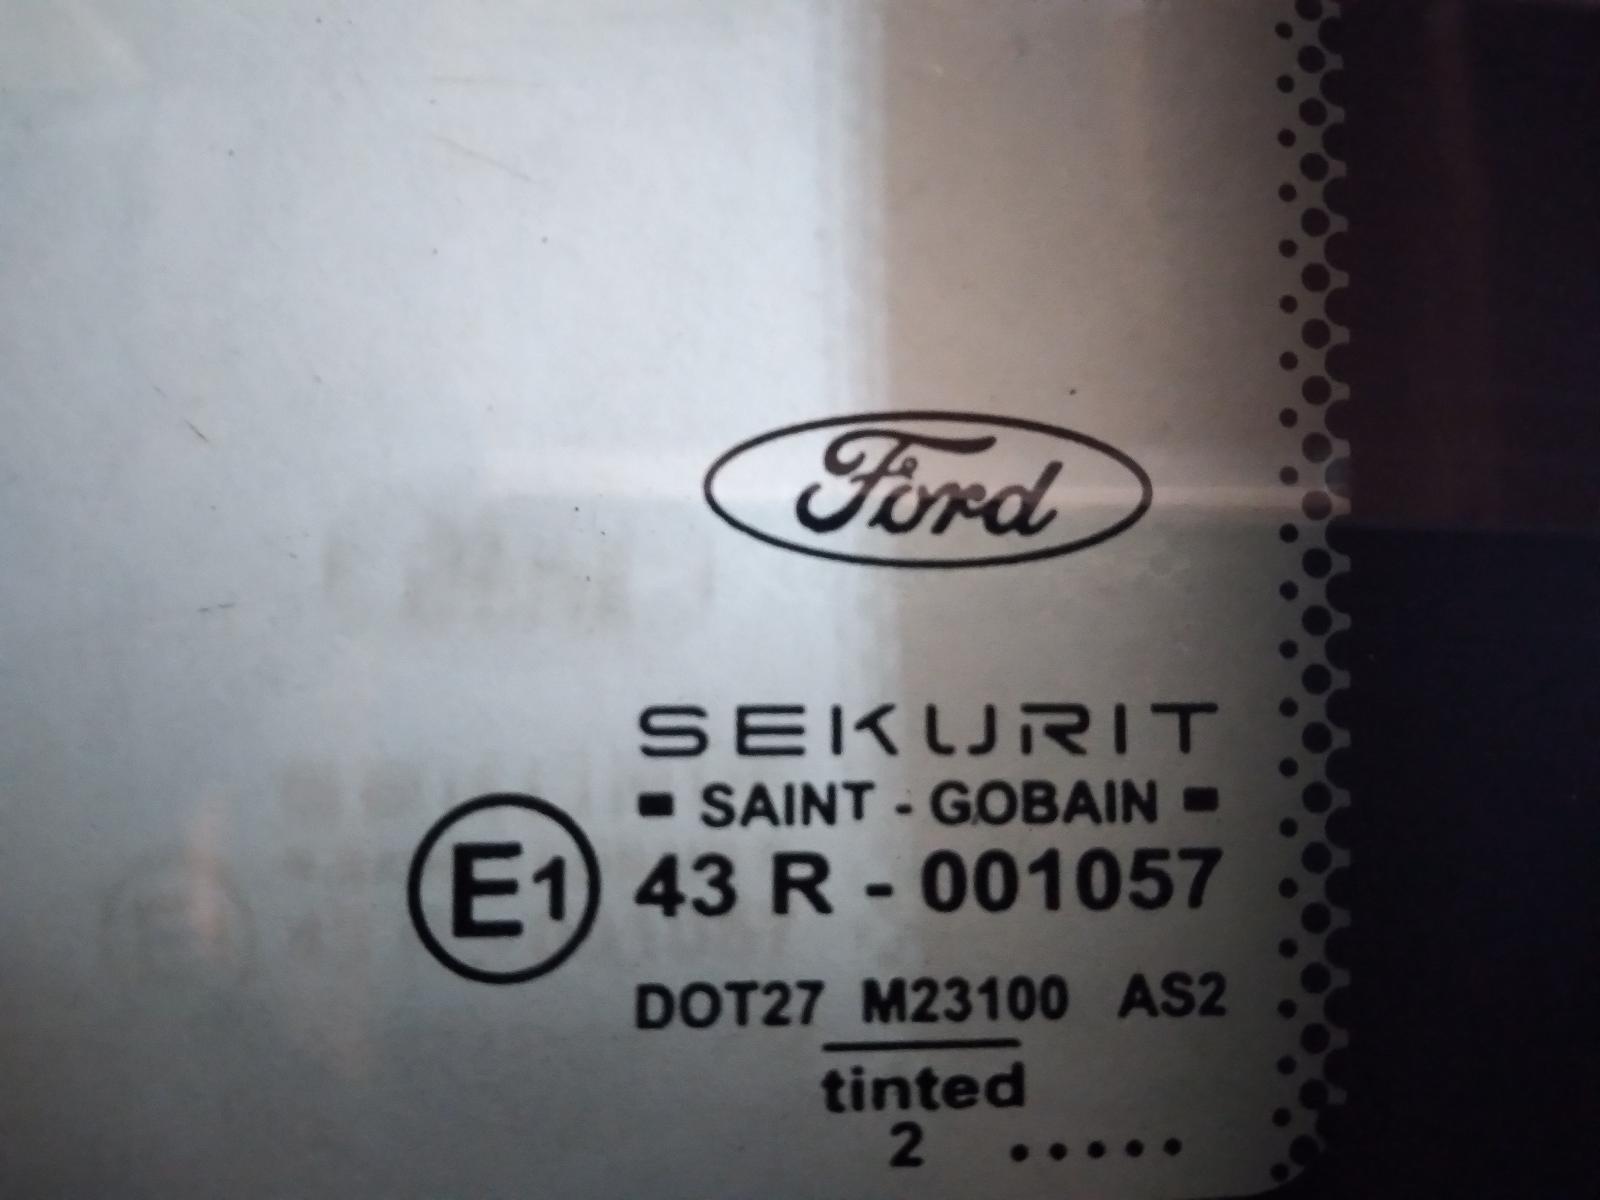 Ford
SEKURIT
SAINT - GOBAIN
E1 43 R - 001057
DOT27 M23100 AS2
tinted
2 .....